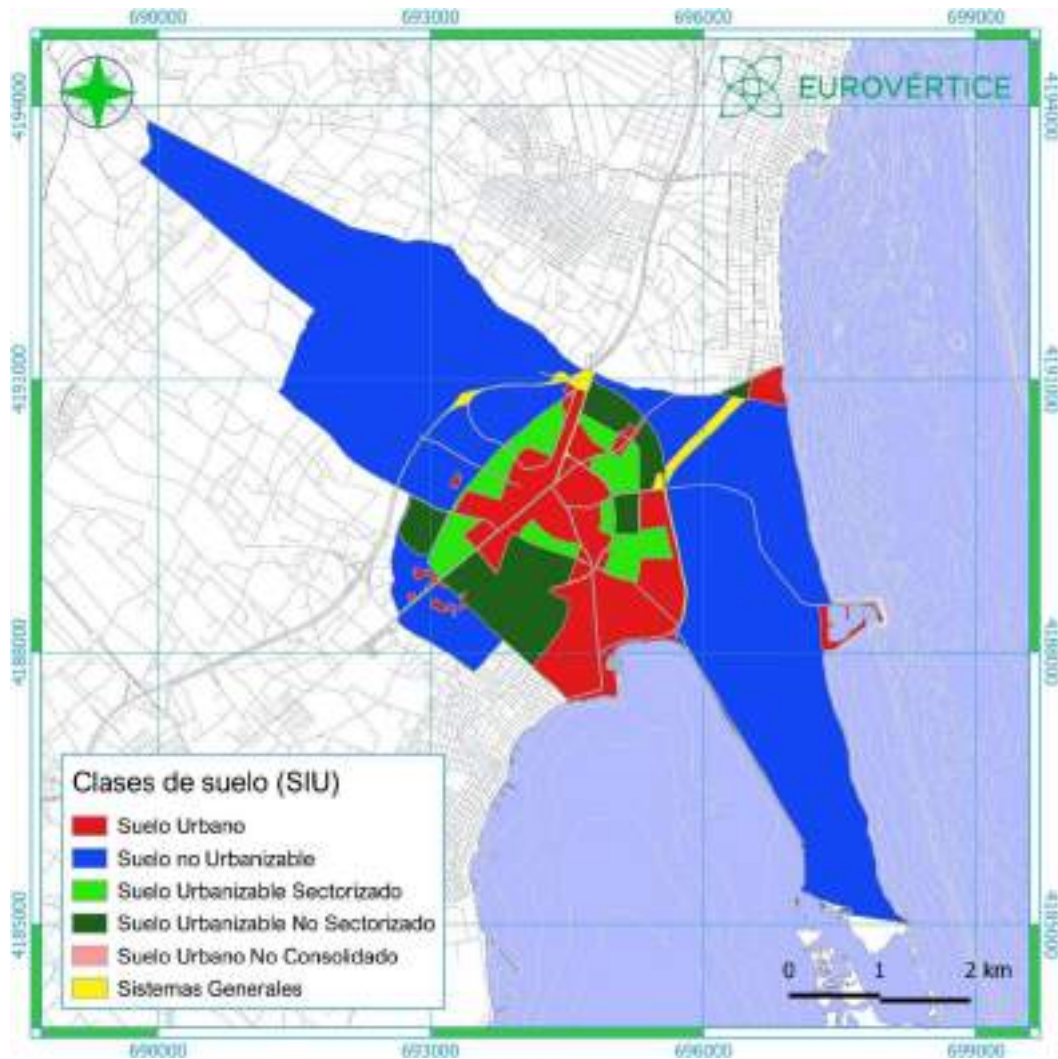 690000 693000 696000 699000
EUROVÉRTICE
4194000 4194000
4191000 4191000
4188000 4188000
4185000 4185000
Clases de suelo (SIU)
Suelo Urbano
Suelo no Urbanizable
Suelo Urbanizable Sectorizado
Suelo Urbanizable No Sectorizado
Suelo Urbano No Consolidado
Sistemas Generales
0 1 2 km
690000 693000 696000 699000